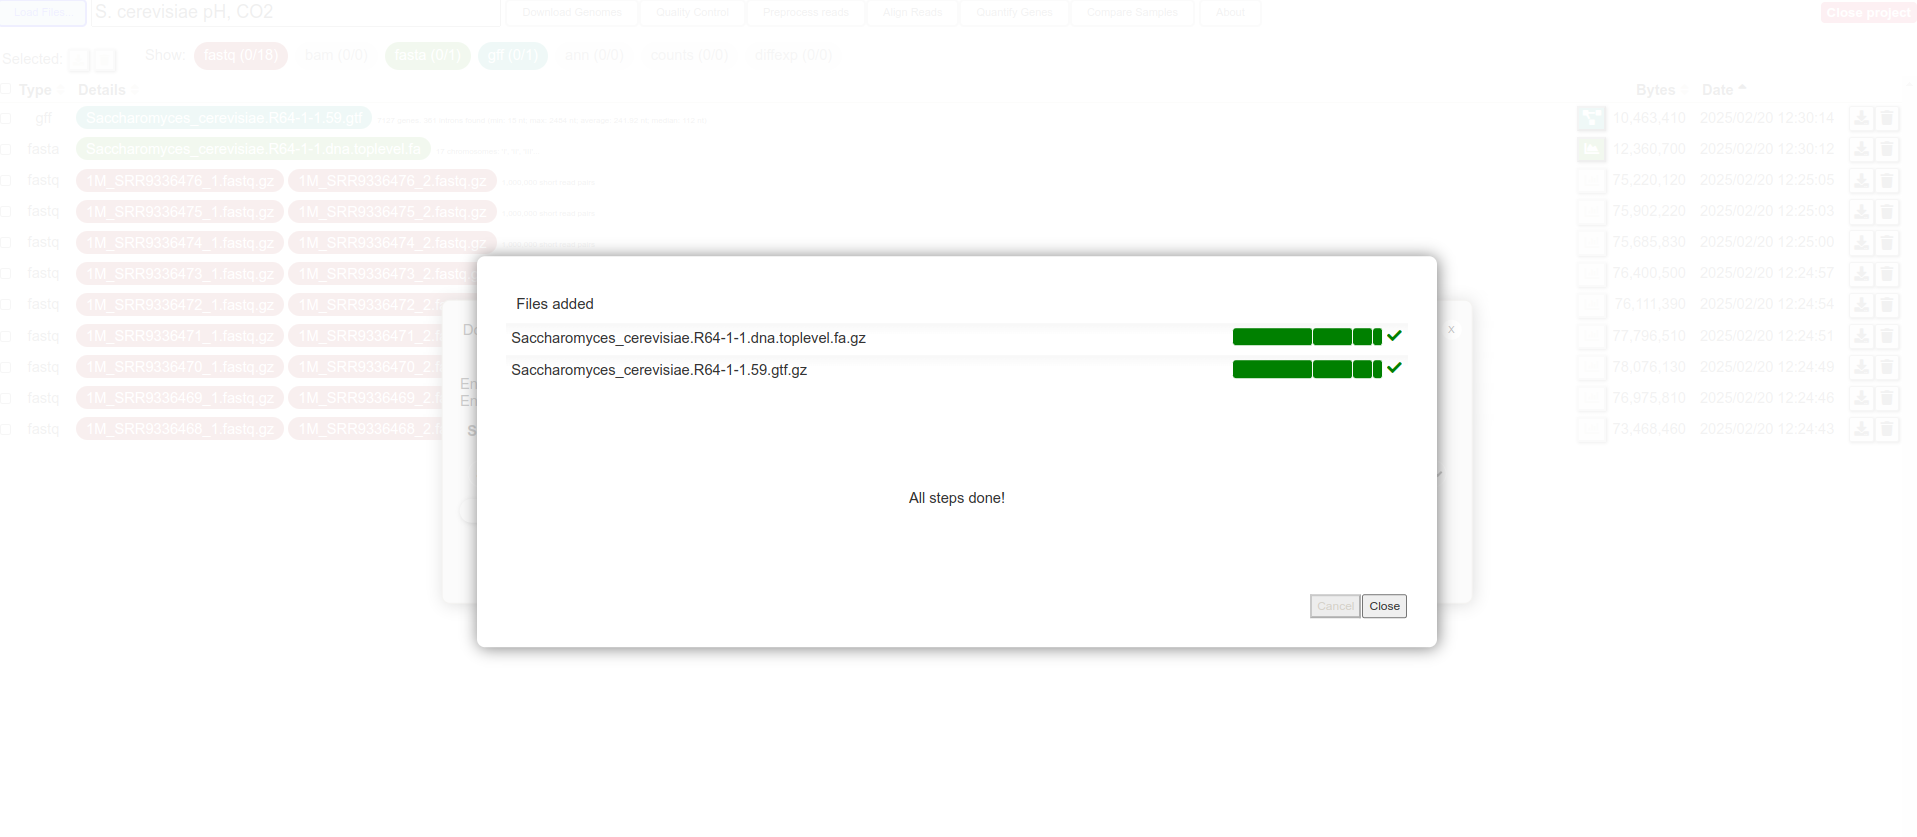 Load Files... S. cerevisiae pH, CO2 Download Genomes Quality Control Preprocess reads Align Reads Quantify Genes Compare Samples About Close project
Selected: Show: fastq (0/18) bam (0/0) fasta (0/1) gff (0/1) ann (0/0) counts (0/0) diffexp (0/0)
Type Details Bytes Date
gff Saccharomyces_cerevisiae.R64-1-1.59.gtf 10,483,410 2025/02/20 12:30:14
fasta Saccharomyces_cerevisiae.R64-1-1.dna.toplevel.fa 12,360,700 2025/02/20 12:30:12
fastq 1M_SRR9336476_1.fastq.gz 1M_SRR9336476_2.fastq.gz 75,220,120 2025/02/20 12:25:05
fastq 1M_SRR9336475_1.fastq.gz 1M_SRR9336475_2.fastq.gz 75,902,220 2025/02/20 12:25:03
fastq 1M_SRR9336474_1.fastq.gz 1M_SRR9336474_2.fastq.gz 75,685,830 2025/02/20 12:25:00
fastq 1M_SRR9336473_1.fastq.gz 1M_SRR9336473_2.fastq.g 76,400,500 2025/02/20 12:24:57
fastq 1M_SRR9336472_1.fastq.gz 1M_SRR9336472_2.f 76,111,390 2025/02/20 12:24:54
fastq 1M_SRR9336471_1.fastq.gz 1M_SRR9336471_2.f 77,796,510 2025/02/20 12:24:51
fastq 1M_SRR9336470_1.fastq.gz 1M_SRR9336470_2.f 78,076,130 2025/02/20 12:24:49
fastq 1M_SRR9336469_1.fastq.gz 1M_SRR9336469_2.f 76,975,810 2025/02/20 12:24:46
fastq 1M_SRR9336468_1.fastq.gz 1M_SRR9336468_2.f 73,468,460 2025/02/20 12:24:43
Do x
En
En
S
Files added
Saccharomyces_cerevisiae.R64-1-1.dna.toplevel.fa.gz
Saccharomyces_cerevisiae.R64-1-1.59.gtf.gz
All steps done!
Cancel Close